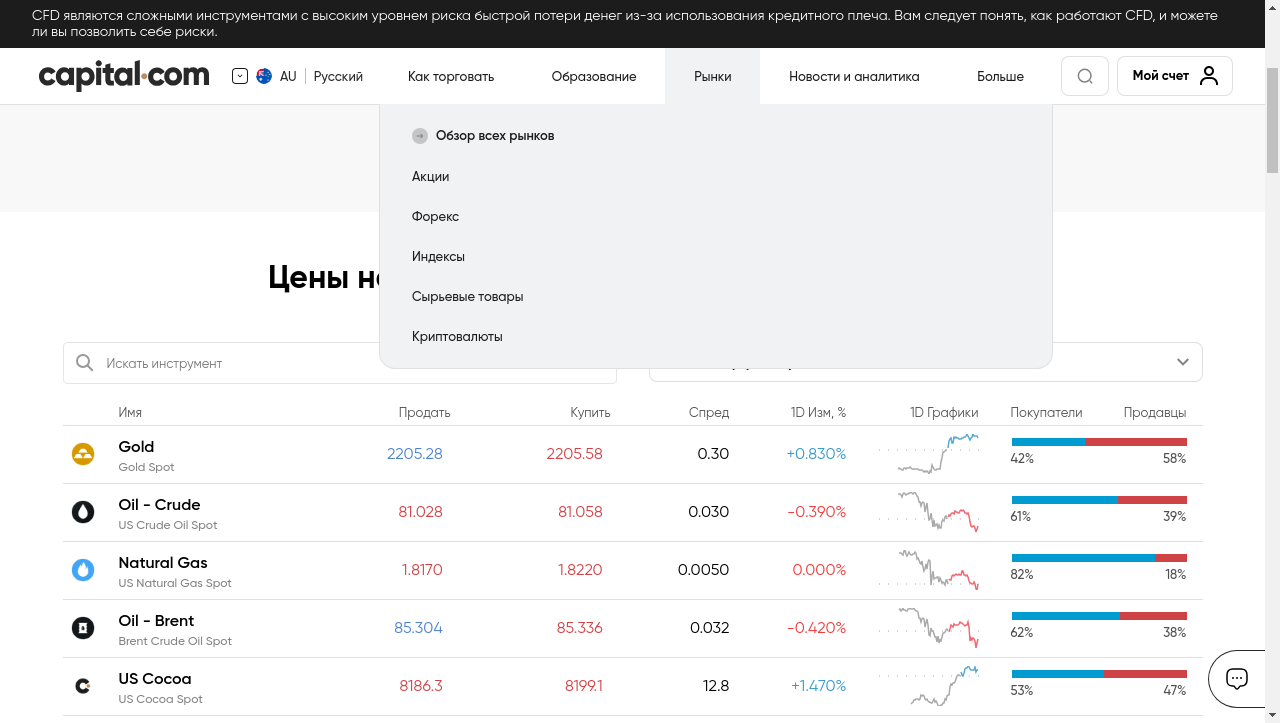 CFD являются сложными инструментами с высоким уровнем риска быстрой потери денег из-за использования кредитного плеча. Вам следует понять, как работают CFD, и можете
ли вы позволить себе риски.
capital.com AU Русский Как торговать Образование Рынки Новости и аналитика Больше Мой счет
Обзор всех рынков
Акции
Форекс
Индексы
Сырьевые товары
Криптовалюты
Цены на
Искать инструмент
Имя Продать Купить Спред 1D Изм, % 1D Графики Покупатели Продавцы
Gold 2205.28 2205.58 0.30 +0.830%
Gold Spot 42% 58%
Oil - Crude 81.028 81.058 0.030 -0.390%
US Crude Oil Spot 61% 39%
Natural Gas 1.8170 1.8220 0.0050 0.000%
US Natural Gas Spot 82% 18%
Oil - Brent 85.304 85.336 0.032 -0.420%
Brent Crude Oil Spot 62% 38%
US Cocoa 8186.3 8199.1 12.8 +1.470%
US Cocoa Spot 53% 47%